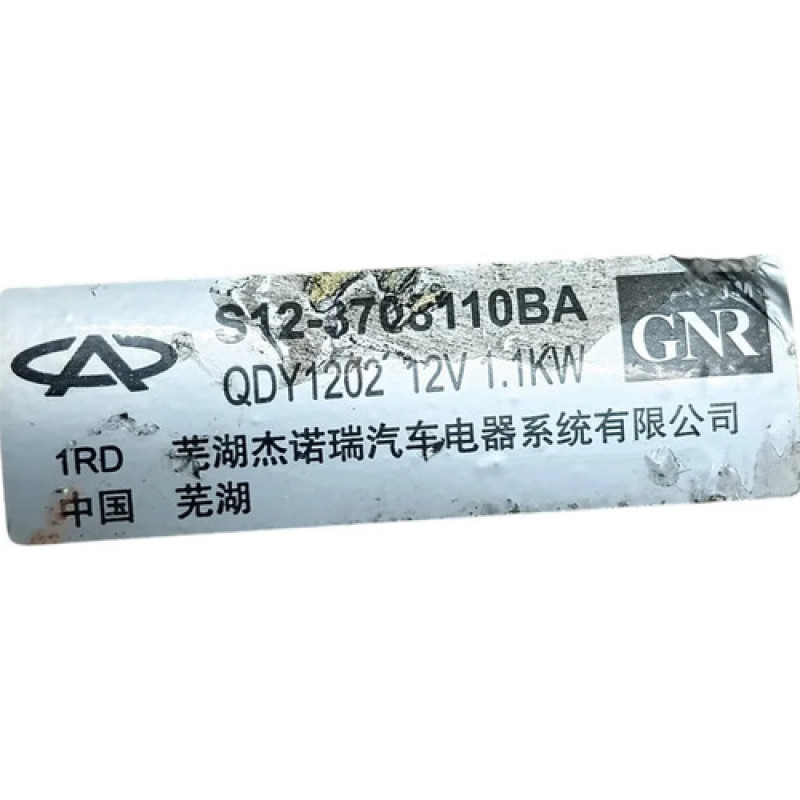 S12-3708110BA
QDY1202 12V 1.1KW
GNR
1RD 芜湖杰诺瑞汽车电器系统有限公司
中国 芜湖